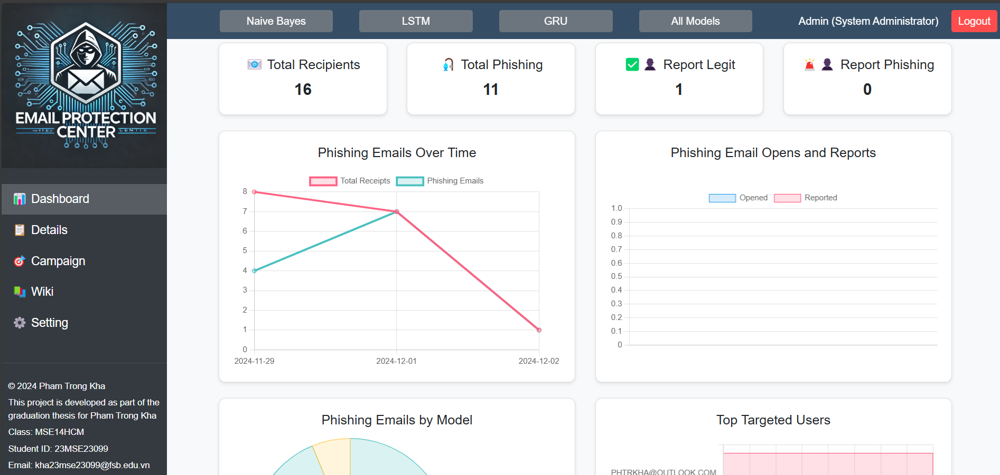 EMAIL PROTECTION
CENTER
Naive Bayes
LSTM
GRU
All Models
Admin (System Administrator)
Logout
Dashboard
Details
Campaign
Wiki
Setting
© 2024 Pham Trong Kha
This project is developed as part of the
graduation thesis for Pham Trong Kha
Class: MSE14HCM
Student ID: 23MSE23099
Email: kha23mse23099@fsb.edu.vn
Total Recipients
16
Total Phishing
11
Report Legit
1
Report Phishing
0
Phishing Emails Over Time
Total Receipts
Phishing Emails
8
7
6
5
4
3
2
1
0
2024-11-29
2024-12-01
2024-12-02
Phishing Email Opens and Reports
Opened
Reported
1.0
0.9
0.8
0.7
0.6
0.5
0.4
0.3
0.2
0.1
0
Phishing Emails by Model
Top Targeted Users
PHTRKHA@OUTLOOK.COM